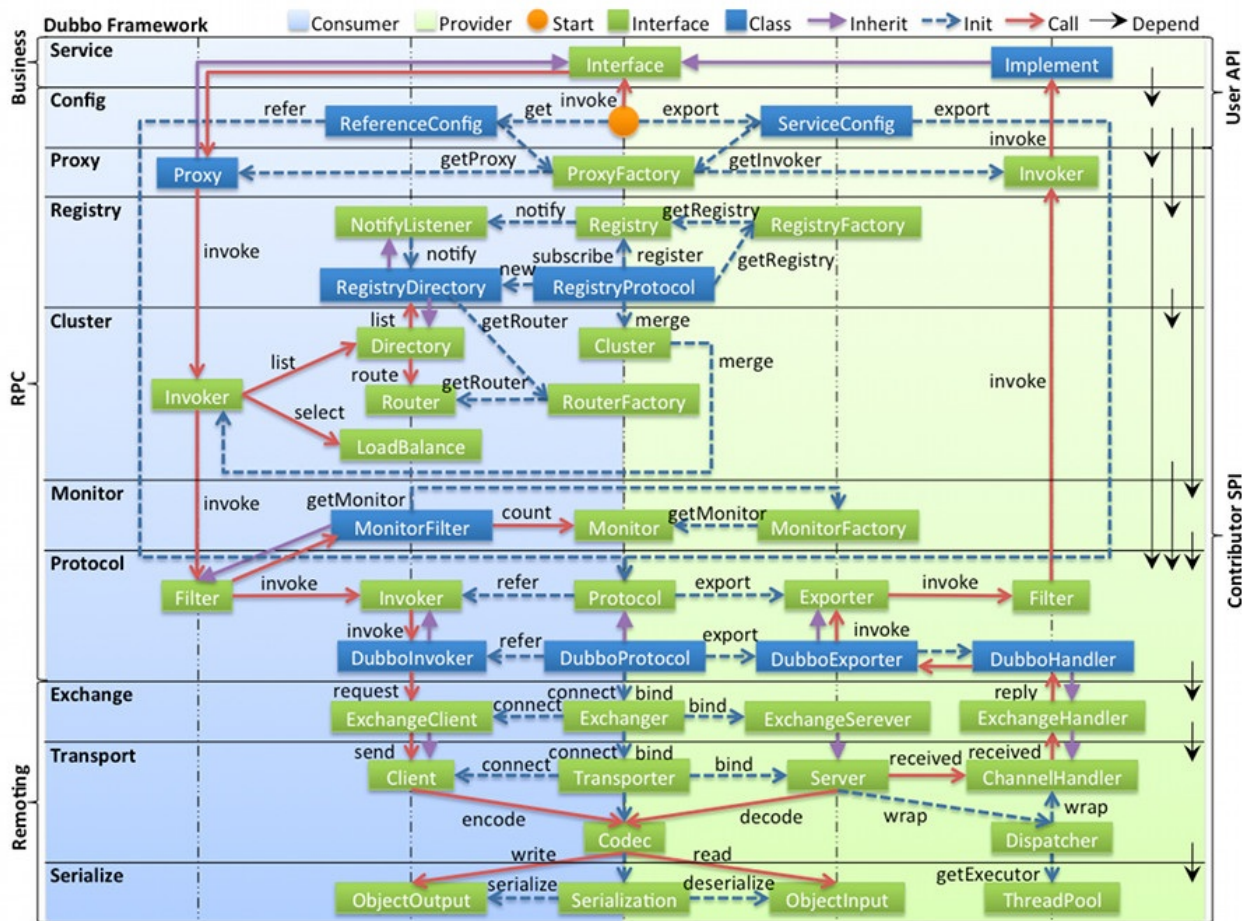 Dubbo Framework
Consumer
Provider
Start
Interface
Class
Inherit
Init
Call
Depend
Business
RPC
Remoting
User API
Contributor SPI
Service
Interface
Implement
Config
refer
ReferenceConfig
get
invoke
export
ServiceConfig
export
invoke
Proxy
Proxy
getProxy
ProxyFactory
getInvoker
Invoker
Registry
invoke
NotifyListener
notify
Registry
getRegistry
RegistryFactory
notify
subscribe
register
getRegistry
RegistryDirectory
new
RegistryProtocol
Cluster
list
getRouter
merge
list
Directory
Cluster
merge
route
getRouter
invoke
Invoker
Router
RouterFactory
select
LoadBalance
Monitor
invoke
getMonitor
MonitorFilter
count
Monitor
getMonitor
MonitorFactory
Protocol
Filter
invoke
Invoker
refer
Protocol
export
Exporter
invoke
Filter
invoke
invoke
DubboInvoker
refer
DubboProtocol
export
DubboExporter
DubboHandler
Exchange
request
connect
bind
reply
ExchangeClient
connect
Exchanger
bind
ExchangeSerever
ExchangeHandler
Transport
send
connect
bind
received
received
Client
connect
Transporter
bind
Server
ChannelHandler
encode
decode
wrap
wrap
Codec
Dispatcher
write
read
getExecutor
Serialize
ObjectOutput
serialize
Serialization
deserialize
ObjectInput
ThreadPool